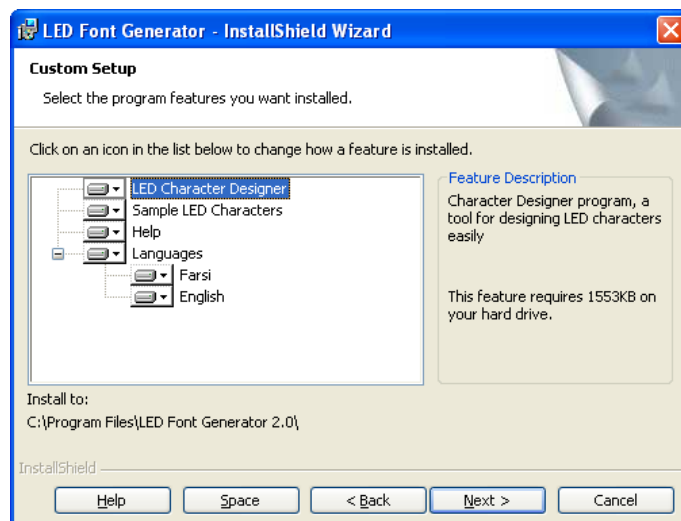 LED Font Generator - InstallShield Wizard
Custom Setup
Select the program features you want installed.
Click on an icon in the list below to change how a feature is installed.
LED Character Designer
Sample LED Characters
Help
Languages
Farsi
English
Feature Description
Character Designer program, a
tool for designing LED characters
easily
This feature requires 1553KB on
your hard drive.
Install to:
C:\Program Files\LED Font Generator 2.0\
InstallShield
Help
Space
< Back
Next >
Cancel